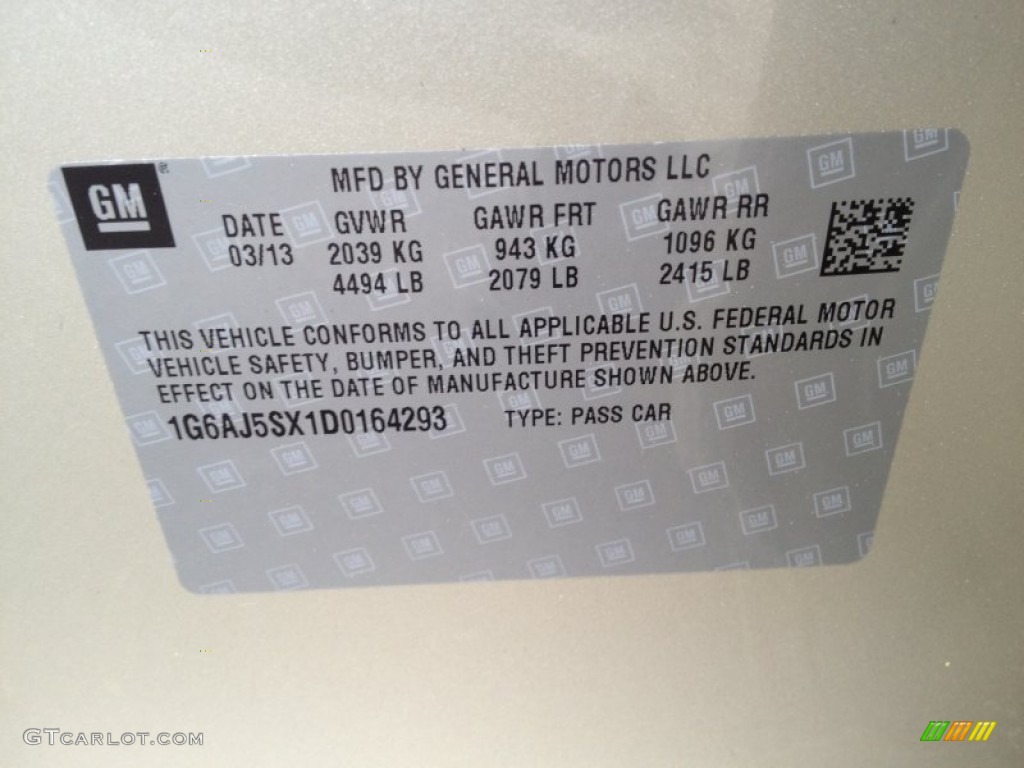 GM
MFD BY GENERAL MOTORS LLC
DATE GVWR GAWR FRT GAWR RR
03/13 2039 KG 943 KG 1096 KG
4494 LB 2079 LB 2415 LB
THIS VEHICLE CONFORMS TO ALL APPLICABLE U.S. FEDERAL MOTOR
VEHICLE SAFETY, BUMPER, AND THEFT PREVENTION STANDARDS IN
EFFECT ON THE DATE OF MANUFACTURE SHOWN ABOVE.
1G6AJ5SX1D0164293 TYPE: PASS CAR
GTCARLOT.COM